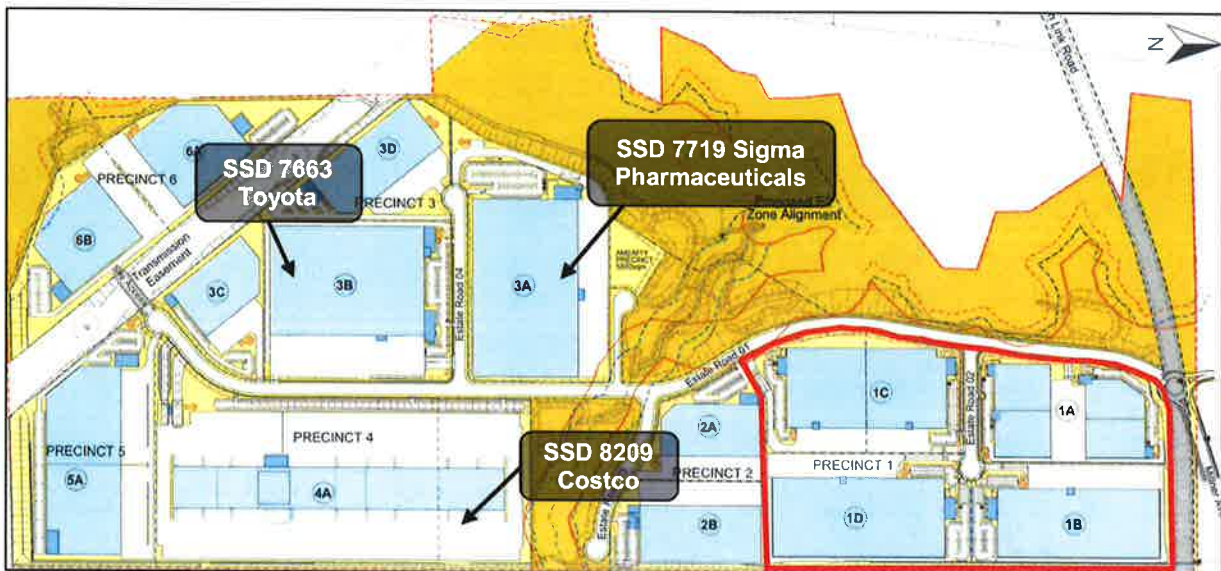 Link Road
N
6A
3D
SSD 7663
Toyota
SSD 7719 Sigma
Pharmaceuticals
PRECINCT 6
PRECINCT 3
Zone Alignment
6B
Transmission
Easement
3C
3B
Estate Road 04
3A
AMENITY
PRECINCT
Estate Road 01
1C
Estate Road 02
1A
2A
PRECINCT 5
PRECINCT 4
SSD 8209
Costco
PRECINCT 2
PRECINCT 1
5A
4A
2B
1D
1B